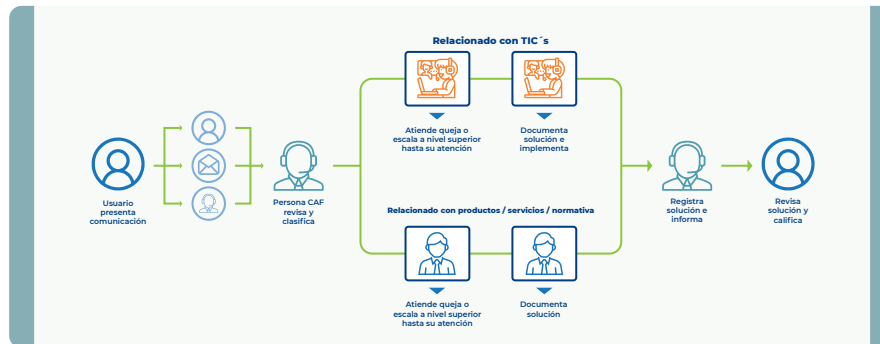 Relacionado con TIC´s
Atiende queja o
escala a nivel superior
hasta su atención
Documenta
solución e
implementa
Usuario
presenta
comunicación
Persona CAF
revisa y
clasifica
Relacionado con productos / servicios / normativa
Atiende queja o
escala a nivel superior
hasta su atención
Documenta
solución
Registra
solución e
informa
Revisa
solución y
califica